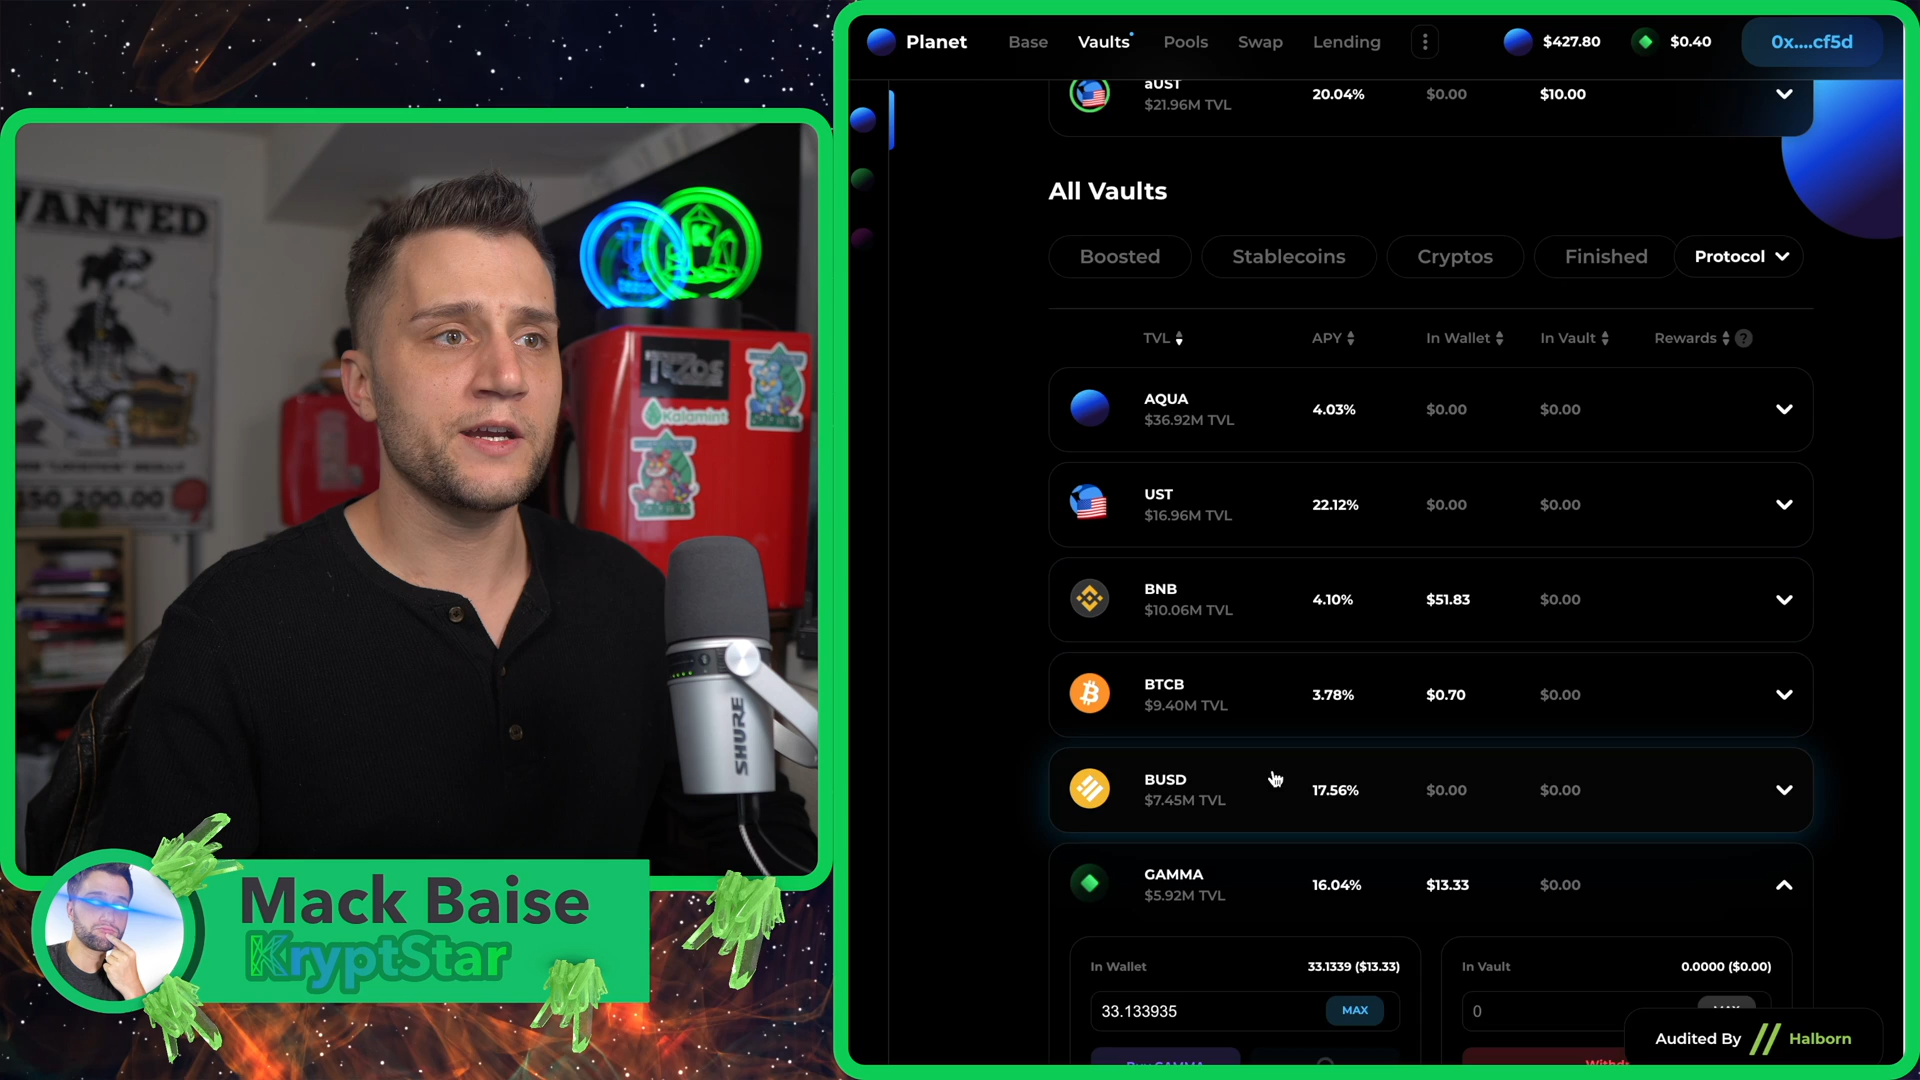 WANTED
TEZOS
Kalamint
K
TEZOS
SHURE
Mack Baise
KryptStar
Planet
Base
Vaults
Pools
Swap
Lending
$427.80
$0.40
0x....cf5d
aUST
$21.96M TVL
20.04%
$0.00
$10.00
All Vaults
Boosted
Stablecoins
Cryptos
Finished
Protocol
TVL
APY
In Wallet
In Vault
Rewards
?
AQUA
$36.92M TVL
4.03%
$0.00
$0.00
UST
$16.96M TVL
22.12%
$0.00
$0.00
BNB
$10.06M TVL
4.10%
$51.83
$0.00
BTCB
$9.40M TVL
3.78%
$0.70
$0.00
BUSD
$7.45M TVL
17.56%
$0.00
$0.00
GAMMA
$5.92M TVL
16.04%
$13.33
$0.00
In Wallet
33.1339 ($13.33)
33.133935
MAX
Buy GAMMA
In Vault
0.0000 ($0.00)
0
MAX
Audited By
Halborn